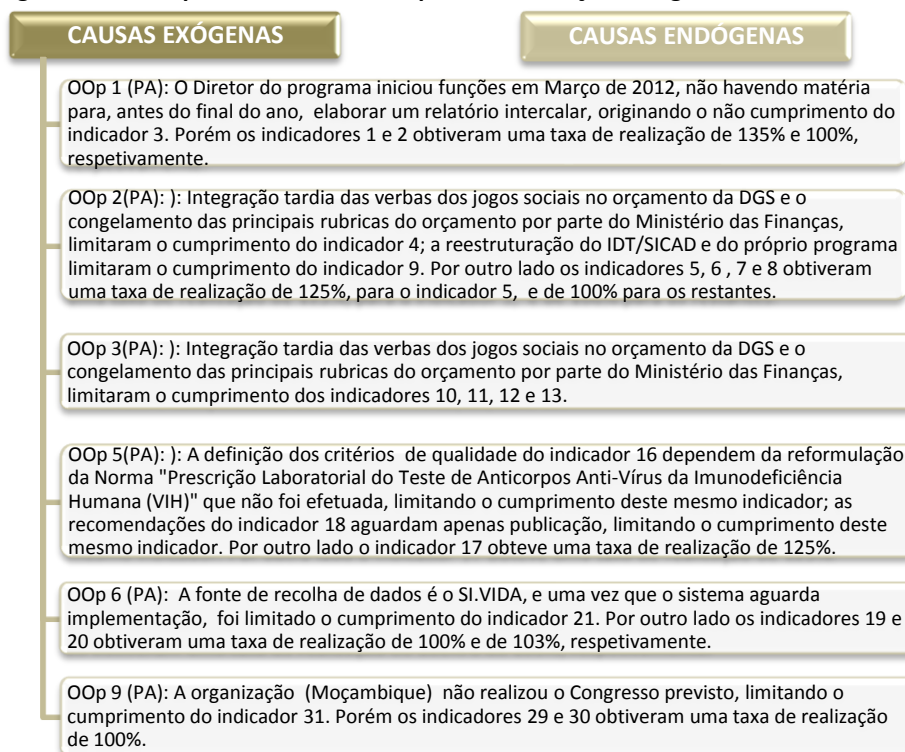 CAUSAS EXÓGENAS
CAUSAS ENDÓGENAS
OOp 1 (PA): O Diretor do programa iniciou funções em Março de 2012, não havendo matéria
para, antes do final do ano, elaborar um relatório intercalar, originando o não cumprimento do
indicador 3. Porém os indicadores 1 e 2 obtiveram uma taxa de realização de 135% e 100%,
respetivamente.
OOp 2(PA): ): Integração tardia das verbas dos jogos sociais no orçamento da DGS e o
congelamento das principais rubricas do orçamento por parte do Ministério das Finanças,
limitaram o cumprimento do indicador 4; a reestruturação do IDT/SICAD e do próprio programa
limitaram o cumprimento do indicador 9. Por outro lado os indicadores 5, 6 , 7 e 8 obtiveram
uma taxa de realização de 125%, para o indicador 5, e de 100% para os restantes.
OOp 3(PA): ): Integração tardia das verbas dos jogos sociais no orçamento da DGS e o
congelamento das principais rubricas do orçamento por parte do Ministério das Finanças,
limitaram o cumprimento dos indicadores 10, 11, 12 e 13.
OOp 5(PA): ): A definição dos critérios de qualidade do indicador 16 dependem da reformulação
da Norma "Prescrição Laboratorial do Teste de Anticorpos Anti-Vírus da Imunodeficiência
Humana (VIH)" que não foi efetuada, limitando o cumprimento deste mesmo indicador; as
recomendações do indicador 18 aguardam apenas publicação, limitando o cumprimento deste
mesmo indicador. Por outro lado o indicador 17 obteve uma taxa de realização de 125%.
OOp 6 (PA): A fonte de recolha de dados é o SI.VIDA, e uma vez que o sistema aguarda
implementação, foi limitado o cumprimento do indicador 21. Por outro lado os indicadores 19 e
20 obtiveram uma taxa de realização de 100% e de 103%, respetivamente.
OOp 9 (PA): A organização (Moçambique) não realizou o Congresso previsto, limitando o
cumprimento do indicador 31. Porém os indicadores 29 e 30 obtiveram uma taxa de realização
de 100%.